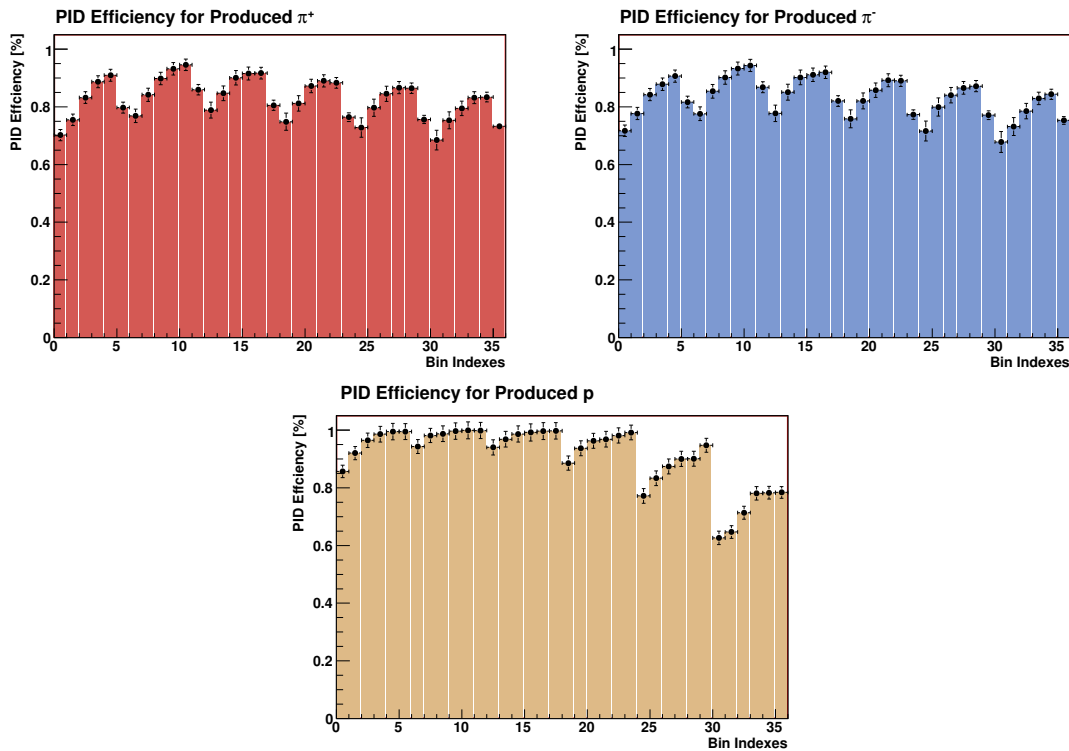 PID Efficiency for Produced π⁺
PID Effciency [%]
1
0.8
0.6
0.4
0.2
0
0 5 10 15 20 25 30 35
Bin Indexes
PID Efficiency for Produced π⁻
PID Effciency [%]
1
0.8
0.6
0.4
0.2
0
0 5 10 15 20 25 30 35
Bin Indexes
PID Efficiency for Produced p
PID Effciency [%]
1
0.8
0.6
0.4
0.2
0
0 5 10 15 20 25 30 35
Bin Indexes